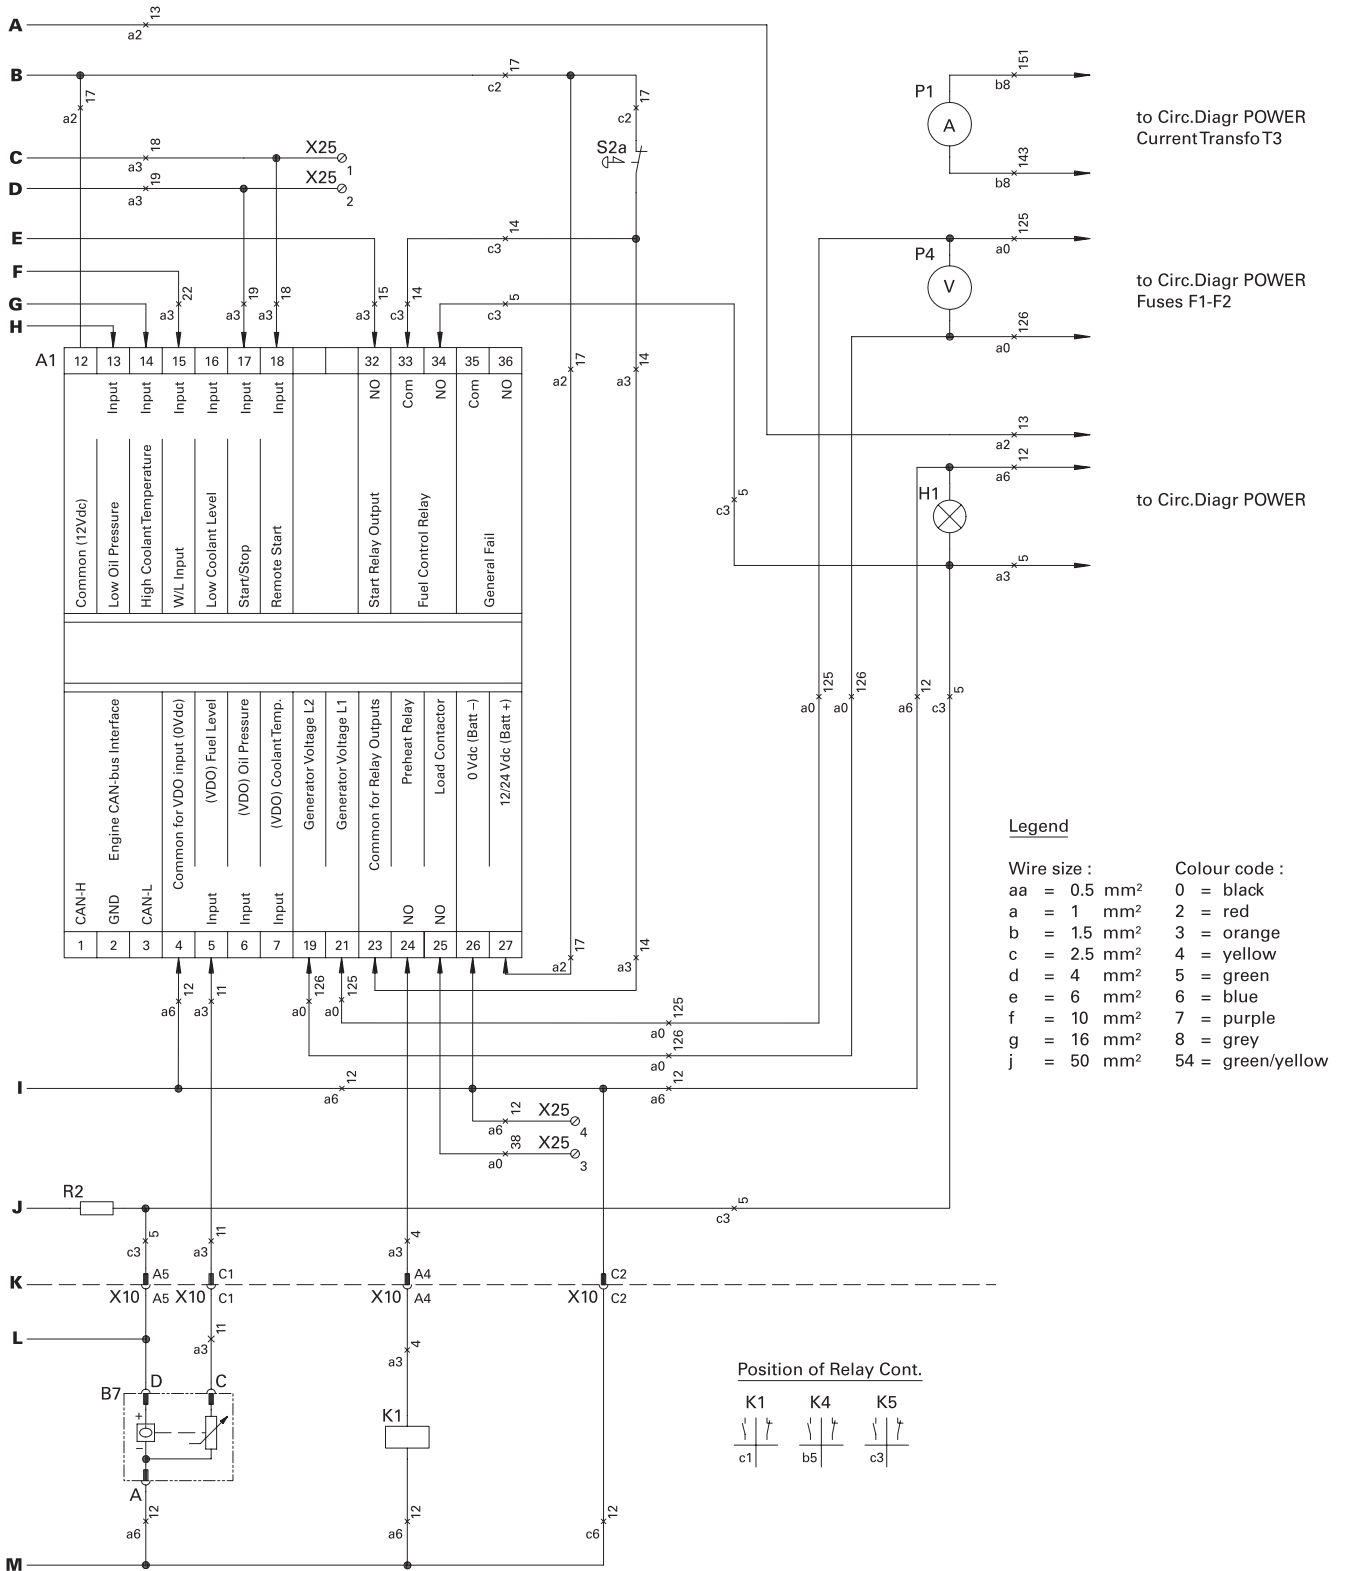 A
13
a2
B
17
a2
17
c2
17
c2
S2a
C
18
a3
X25
1
D
19
a3
X25
2
E
14
c3
F
G
H
22
a3
19
a3
18
a3
15
a3
14
c3
5
c3
A1
12 13 14 15 16 17 18 32 33 34 35 36
Input Input Input Input Input Input NO Com NO Com NO
Common (12Vdc)
Low Oil Pressure
High Coolant Temperature
W/L Input
Low Coolant Level
Start/Stop
Remote Start
Start Relay Output
Fuel Control Relay
General Fail
17
a2
14
a3
5
c3
P1
A
151
b8
143
b8
to Circ.Diagr POWER
Current Transfo T3
P4
V
125
a0
126
a0
to Circ.Diagr POWER
Fuses F1-F2
13
a2
12
a6
H1
5
a3
to Circ.Diagr POWER
125
a0
126
a0
12
a6
5
c3
Engine CAN-bus Interface
Common for VDO input (0Vdc)
(VDO) Fuel Level
(VDO) Oil Pressure
(VDO) Coolant Temp.
Generator Voltage L2
Generator Voltage L1
Common for Relay Outputs
Preheat Relay
Load Contactor
0 Vdc (Batt –)
12/24 Vdc (Batt +)
CAN-H GND CAN-L Input Input Input NO NO
1 2 3 4 5 6 7 19 21 23 24 25 26 27
12
a6
11
a3
126
a0
125
a0
17
a2
14
a3
125
a0
126
a0
I
12
a6
12
a6
12
a6
X25
4
38
a0
X25
3
Legend
Wire size : Colour code :
aa = 0.5 mm² 0 = black
a = 1 mm² 2 = red
b = 1.5 mm² 3 = orange
c = 2.5 mm² 4 = yellow
d = 4 mm² 5 = green
e = 6 mm² 6 = blue
f = 10 mm² 7 = purple
g = 16 mm² 8 = grey
j = 50 mm² 54 = green/yellow
J
R2
5
c3
5
c3
11
a3
4
a3
K
A5 C1 A4 C2
X10 A5 X10 C1 X10 A4 X10 C2
L
11
a3
4
a3
B7
D
C
+
–
A
K1
12
a6
12
a6
12
c6
M
Position of Relay Cont.
K1 K4 K5
c1 b5 c3